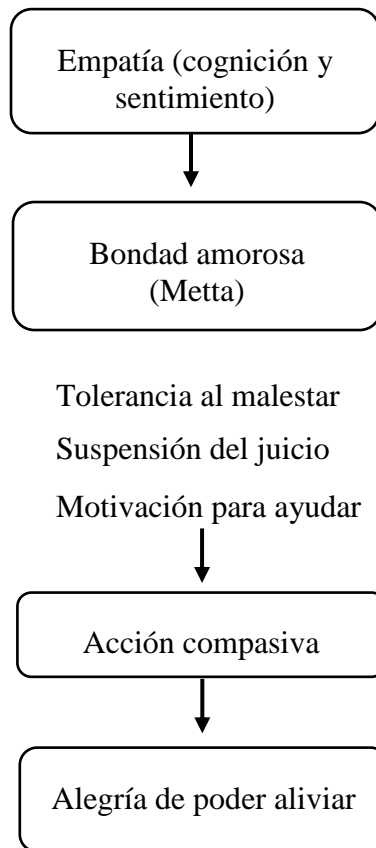 Empatía (cognición y
sentimiento)
Bondad amorosa
(Metta)
Tolerancia al malestar
Suspensión del juicio
Motivación para ayudar
Acción compasiva
Alegría de poder aliviar